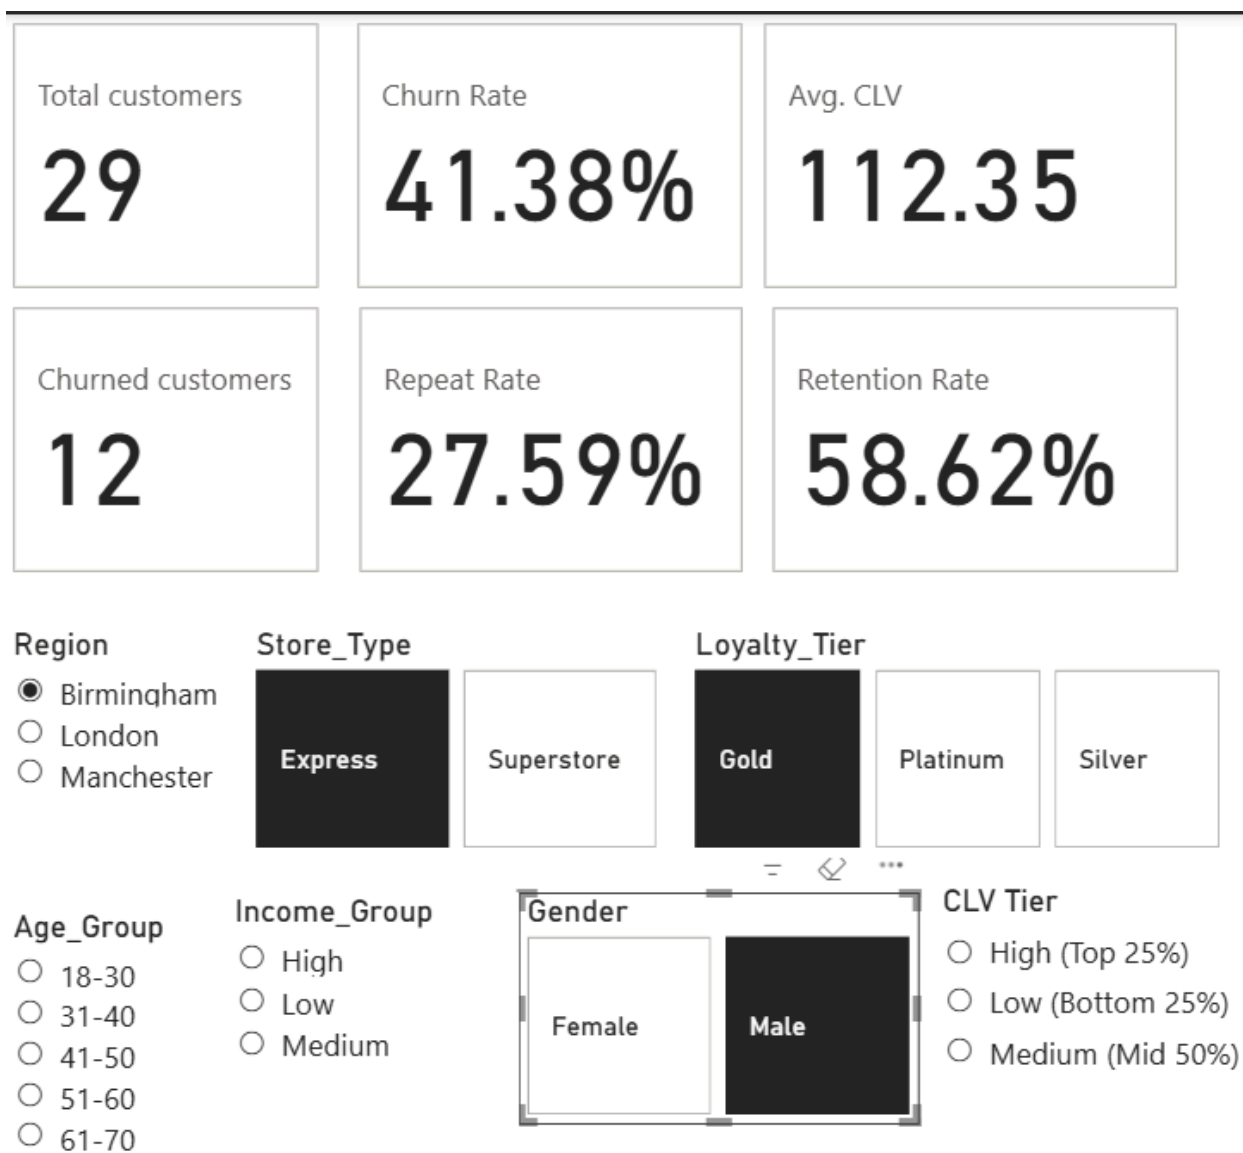 Total customers
29
Churn Rate
41.38%
Avg. CLV
112.35
Churned customers
12
Repeat Rate
27.59%
Retention Rate
58.62%
Region
Birmingham
London
Manchester
Store_Type
Express
Superstore
Loyalty_Tier
Gold
Platinum
Silver
Age_Group
18-30
31-40
41-50
51-60
61-70
Income_Group
High
Low
Medium
Gender
Female
Male
CLV Tier
High (Top 25%)
Low (Bottom 25%)
Medium (Mid 50%)